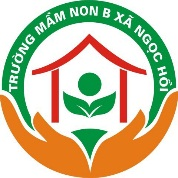 TRƯỜNG MẦM NON B XÃ NGỌC HỒI